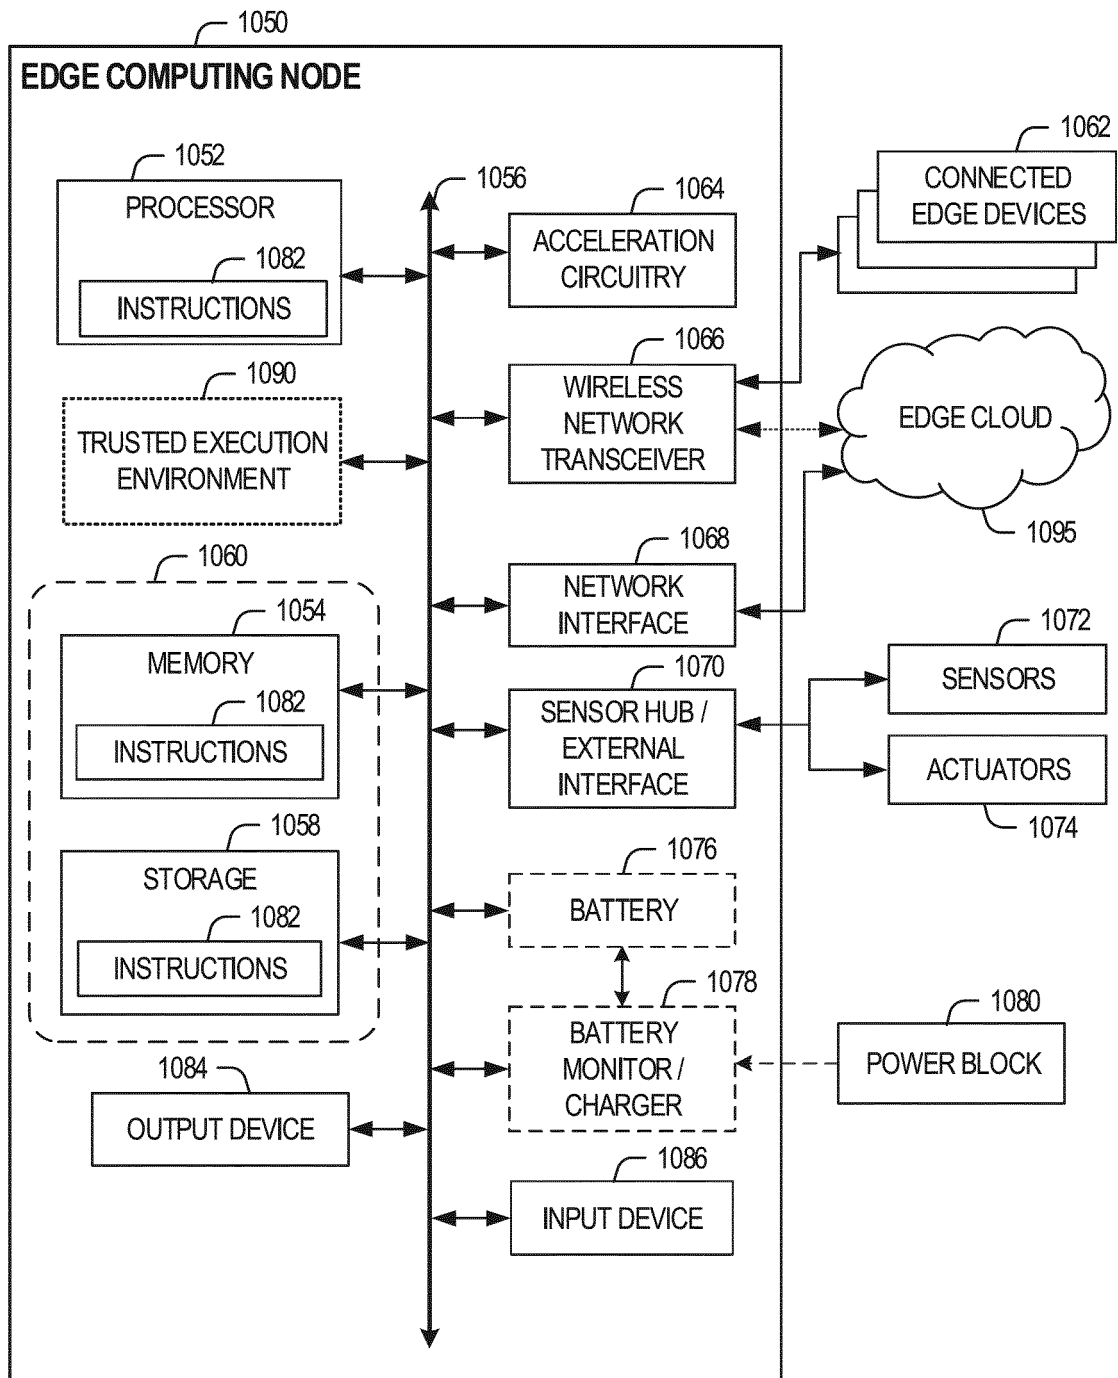 1050
EDGE COMPUTING NODE
1052
PROCESSOR
1082
INSTRUCTIONS
1090
TRUSTED EXECUTION
ENVIRONMENT
1060
1054
MEMORY
1082
INSTRUCTIONS
1058
STORAGE
1082
INSTRUCTIONS
1084
OUTPUT DEVICE
1056
1064
ACCELERATION
CIRCUITRY
1066
WIRELESS
NETWORK
TRANSCEIVER
1068
NETWORK
INTERFACE
1070
SENSOR HUB /
EXTERNAL
INTERFACE
1076
BATTERY
1078
BATTERY
MONITOR /
CHARGER
1086
INPUT DEVICE
1062
CONNECTED
EDGE DEVICES
EDGE CLOUD
1095
1072
SENSORS
ACTUATORS
1074
1080
POWER BLOCK